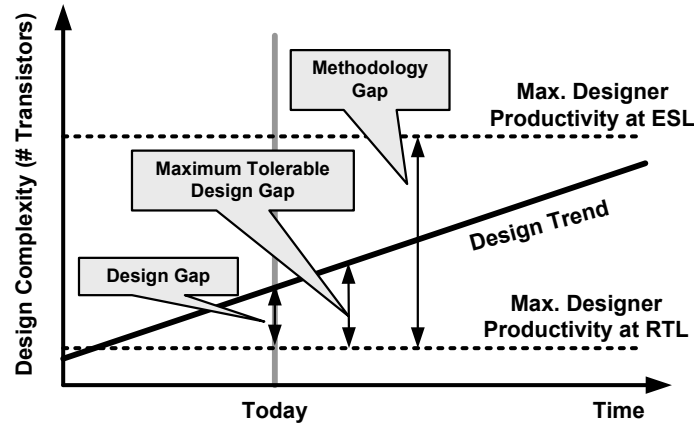 Design Complexity (# Transistors)
Methodology
Gap
Max. Designer
Productivity at ESL
Maximum Tolerable
Design Gap
Design Trend
Design Gap
Max. Designer
Productivity at RTL
Today
Time